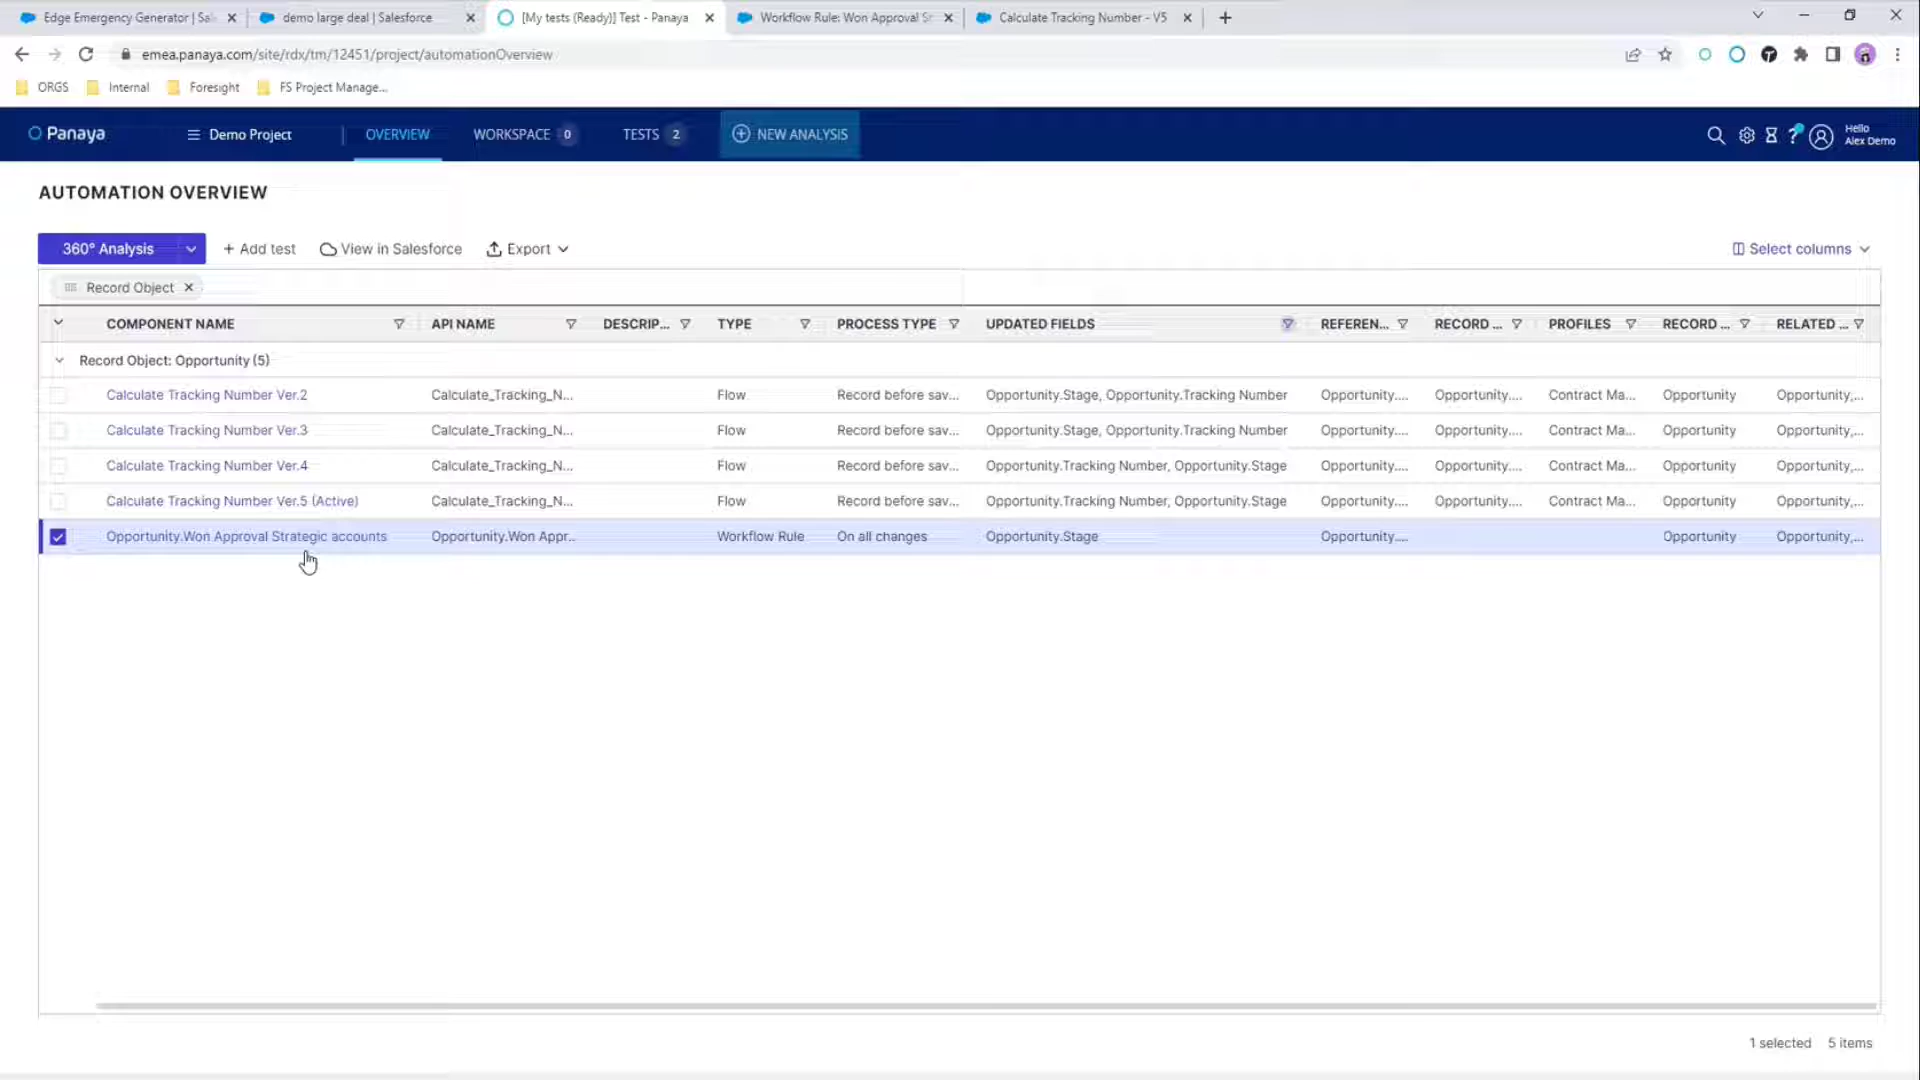 Edge Emergency Generator | Sal
demo large deal | Salesforce
[My tests (Ready)] Test - Panaya
Workflow Rule: Won Approval St
Calculate Tracking Number - V5
emea.panaya.com/site/rdx/tm/12451/project/automationOverview
ORGS
Internal
Foresight
FS Project Manage...
Panaya
Demo Project
OVERVIEW
WORKSPACE 0
TESTS 2
NEW ANALYSIS
Hello
Alex Demo
AUTOMATION OVERVIEW
360° Analysis
+ Add test
View in Salesforce
Export
Select columns
Record Object
COMPONENT NAME API NAME DESCRIP... TYPE PROCESS TYPE UPDATED FIELDS REFEREN... RECORD ... PROFILES RECORD ... RELATED ...
Record Object: Opportunity (5)
Calculate Tracking Number Ver.2 Calculate_Tracking_N... Flow Record before sav... Opportunity.Stage, Opportunity.Tracking Number Opportunity.... Opportunity.... Contract Ma... Opportunity Opportunity,...
Calculate Tracking Number Ver.3 Calculate_Tracking_N... Flow Record before sav... Opportunity.Stage, Opportunity.Tracking Number Opportunity.... Opportunity.... Contract Ma... Opportunity Opportunity,...
Calculate Tracking Number Ver.4 Calculate_Tracking_N... Flow Record before sav... Opportunity.Tracking Number, Opportunity.Stage Opportunity.... Opportunity.... Contract Ma... Opportunity Opportunity,...
Calculate Tracking Number Ver.5 (Active) Calculate_Tracking_N... Flow Record before sav... Opportunity.Tracking Number, Opportunity.Stage Opportunity.... Opportunity.... Contract Ma... Opportunity Opportunity,...
Opportunity.Won Approval Strategic accounts Opportunity.Won Appr... Workflow Rule On all changes Opportunity.Stage Opportunity.... Opportunity Opportunity,...
1 selected 5 items